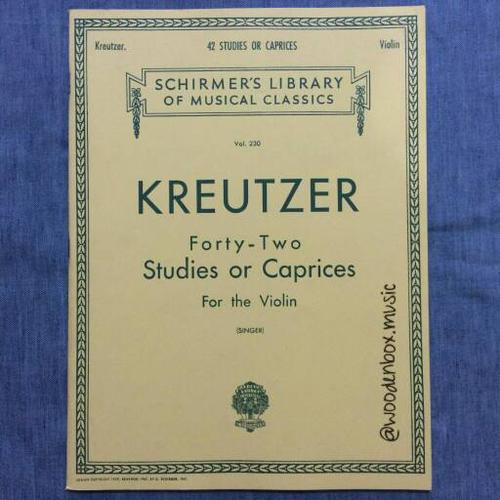 Kreutzer. 42 STUDIES OR CAPRICES Violin
SCHIRMER'S LIBRARY
OF MUSICAL CLASSICS
Vol. 230
KREUTZER
Forty-Two
Studies or Caprices
For the Violin
(SINGER)
@woodenbox.music